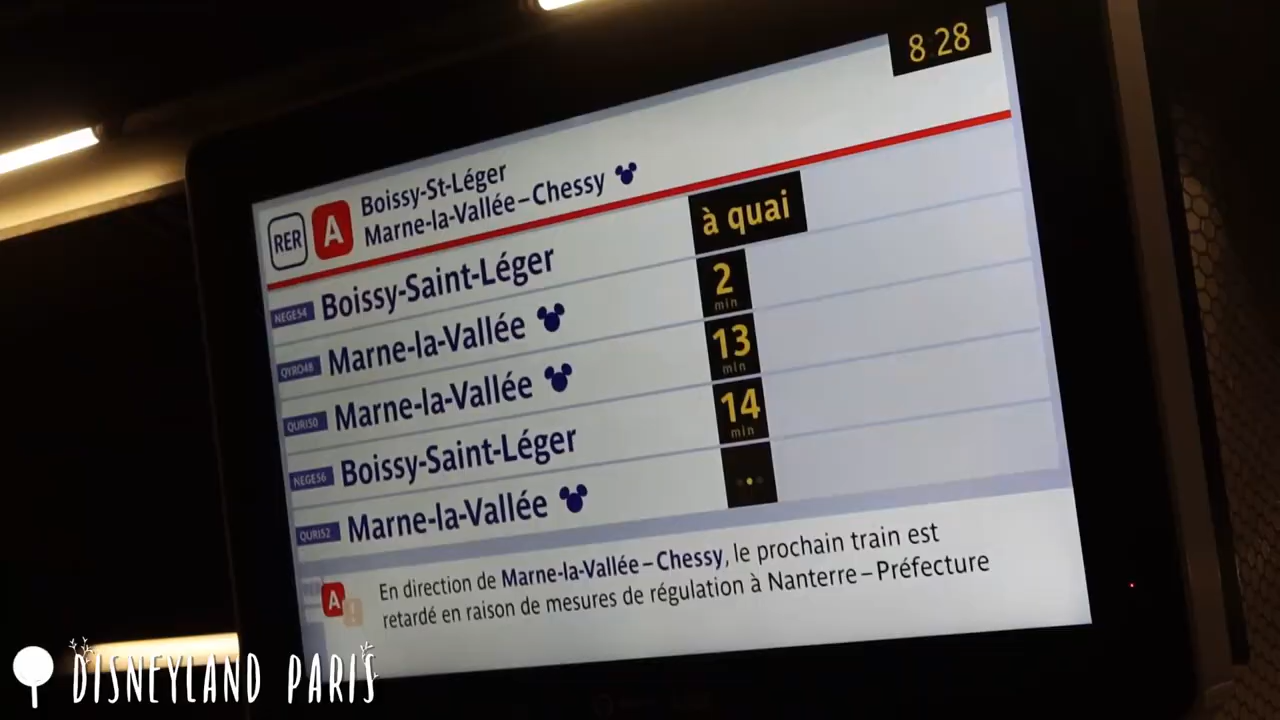 8 28
RER A Boissy-St-Léger
Marne-la-Vallée – Chessy
NEGE54 Boissy-Saint-Léger à quai
QYRO48 Marne-la-Vallée 2 min
QURI50 Marne-la-Vallée 13 min
NEGE56 Boissy-Saint-Léger 14 min
QURI52 Marne-la-Vallée
A En direction de Marne-la-Vallée – Chessy, le prochain train est
retardé en raison de mesures de régulation à Nanterre – Préfecture
DISNEYLAND PARIS